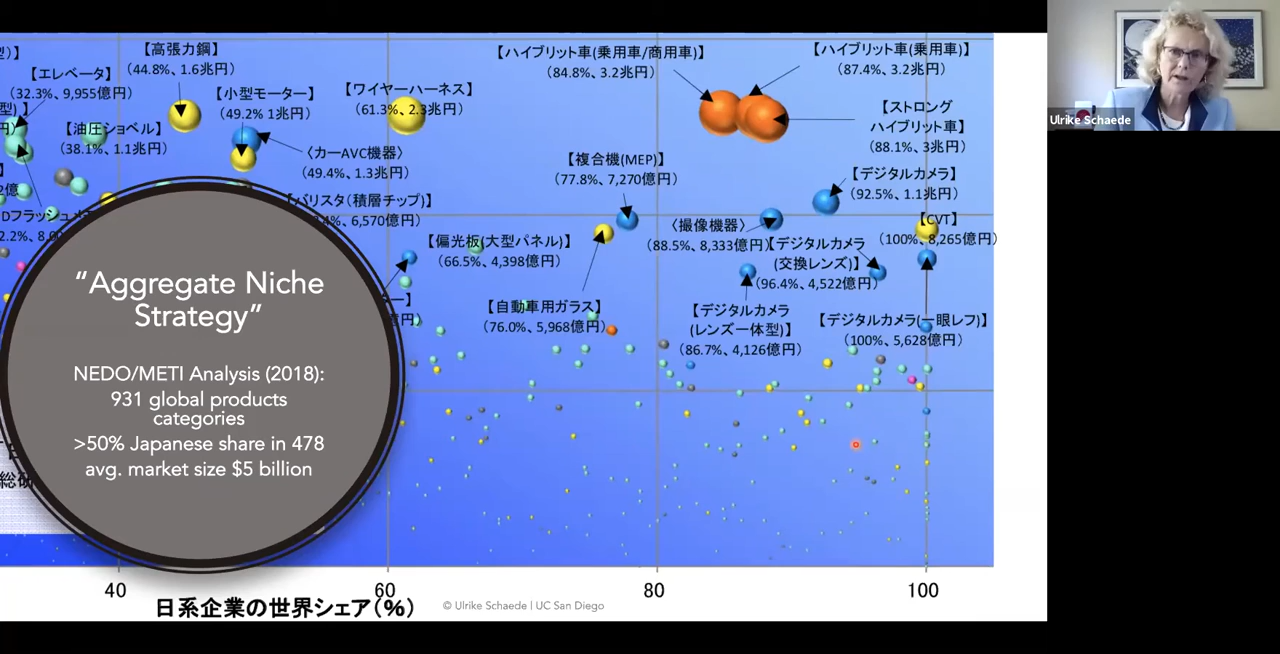 【高張力鋼】
(44.8%、1.6兆円)
【エレベータ】
(32.3%、9,955億円)
【小型モーター】
(49.2% 1兆円)
【ワイヤーハーネス】
(61.3%、2.3兆円)
【ハイブリット車(乗用車/商用車)】
(84.8%、3.2兆円)
【ハイブリット車(乗用車)】
(87.4%、3.2兆円)
【ストロング
ハイブリット車】
(88.1%、3兆円)
【油圧ショベル】
(38.1%、1.1兆円)
〈カーAVC機器〉
(49.4%、1.3兆円)
【複合機(MEP)】
(77.8%、7,270億円)
【デジタルカメラ】
(92.5%、1.1兆円)
バリスタ(積層チップ)】
4%、6,570億円)
〈撮像機器〉
(88.5%、8,333億円)
【CVT】
(100%、8,265億円)
【偏光板(大型パネル)】
(66.5%、4,398億円)
【デジタルカメラ
(交換レンズ)】
(96.4%、4,522億円)
【自動車用ガラス】
(76.0%、5,968億円)
【デジタルカメラ
(レンズ一体型)】
(86.7%、4,126億円)
【デジタルカメラ(一眼レフ)】
(100%、5,628億円)
Dフラッシュメ
“Aggregate Niche
Strategy”
NEDO/METI Analysis (2018):
931 global products
categories
>50% Japanese share in 478
avg. market size $5 billion
40
60
80
100
日系企業の世界シェア(%)
© Ulrike Schaede | UC San Diego
Ulrike Schaede